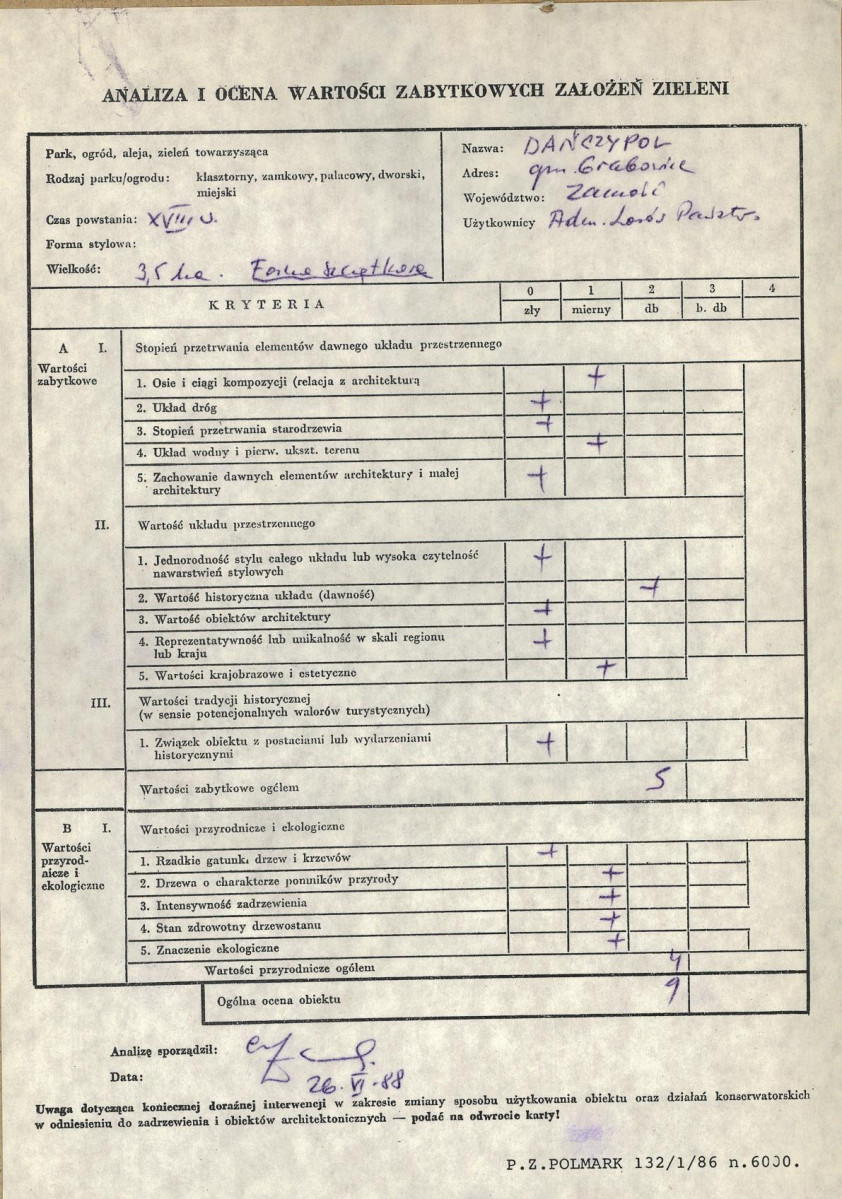 ANALIZA I OCENA WARTOŚCI ZABYTKOWYCH ZAŁOŻEŃ ZIELENI
Park, ogród, aleja, zieleń towarzysząca
Rodzaj parku/ogrodu: klasztorny, zamkowy, pałacowy, dworski,
miejski
Czas powstania: XVIII w.
Forma stylowa:
Wielkość: 3,5 ha. Forma szczątkowa
Nazwa: DAŃCZYPOL
Adres: gm. Grabowiec
Województwo: Zamość
Użytkownicy Adm. Lasów Państw.
KRYTERIA
0 1 2 3 4
zły mierny db b. db
A I. Stopień przetrwania elementów dawnego układu przestrzennego
Wartości
zabytkowe
1. Osie i ciągi kompozycji (relacja z architekturą +
2. Układ dróg +
3. Stopień przetrwania starodrzewia +
4. Układ wodny i pierw. ukszt. terenu +
5. Zachowanie dawnych elementów architektury i małej +
architektury
II. Wartość układu przestrzennego
1. Jednorodność stylu całego układu lub wysoka czytelność +
nawarstwień stylowych
2. Wartość historyczna układu (dawność) +
3. Wartość obiektów architektury +
4. Reprezentatywność lub unikalność w skali regionu +
lub kraju
5. Wartości krajobrazowe i estetyczne +
III. Wartości tradycji historycznej
(w sensie potencjonalnych walorów turystycznych)
1. Związek obiektu z postaciami lub wydarzeniami +
historycznymi
Wartości zabytkowe ogółem 5
B I. Wartości przyrodnicze i ekologiczne
Wartości
przyrod-
nicze i
ekologiczne
1. Rzadkie gatunki drzew i krzewów +
2. Drzewa o charakterze pomników przyrody +
3. Intensywność zadrzewienia +
4. Stan zdrowotny drzewostanu +
5. Znaczenie ekologiczne +
Wartości przyrodnicze ogółem 4
Ogólna ocena obiektu 9
Analizę sporządził:
Data: 26.VI.88
Uwaga dotycząca koniecznej doraźnej interwencji w zakresie zmiany sposobu użytkowania obiektu oraz działań konserwatorskich
w odniesieniu do zadrzewienia i obiektów architektonicznych — podać na odwrocie karty!
P.Z.POLMARK 132/1/86 n.6000.